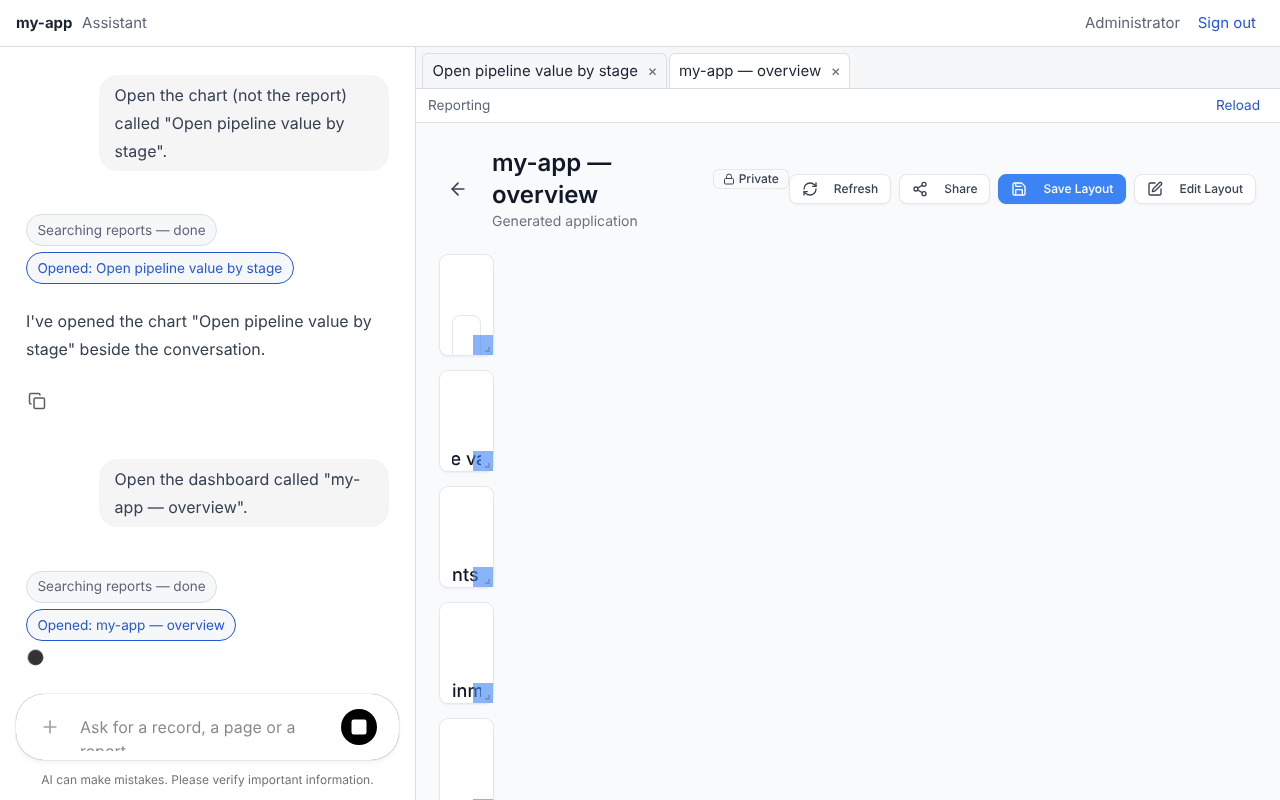 my-app Assistant
Administrator Sign out
Open the chart (not the report)
called "Open pipeline value by
stage".
Searching reports — done
Opened: Open pipeline value by stage
I've opened the chart "Open pipeline value by
stage" beside the conversation.
Open the dashboard called "my-
app — overview".
Searching reports — done
Opened: my-app — overview
Ask for a record, a page or a
report
AI can make mistakes. Please verify important information.
Open pipeline value by stage ×
my-app — overview ×
Reporting
Reload
my-app —
overview
Generated application
Private
Refresh
Share
Save Layout
Edit Layout
e va
nts
inm